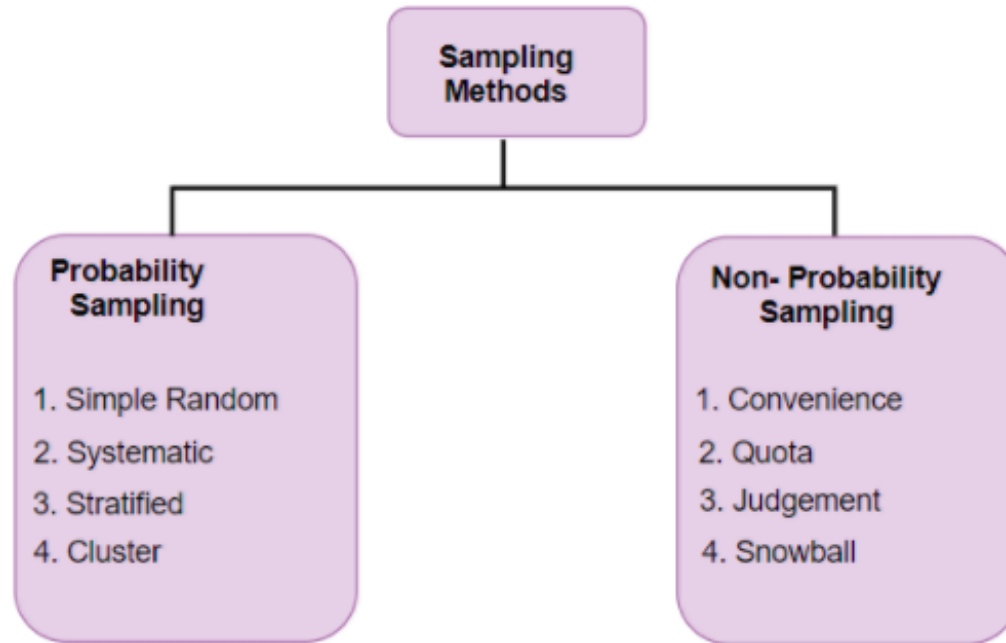 Sampling
Methods
Probability
Sampling
1. Simple Random
2. Systematic
3. Stratified
4. Cluster
Non- Probability
Sampling
1. Convenience
2. Quota
3. Judgement
4. Snowball